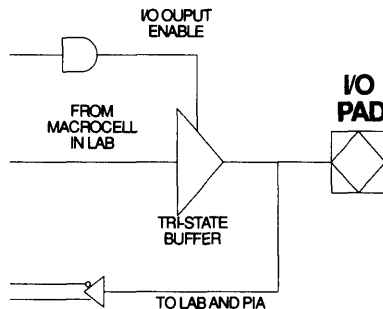 I/O OUPUT
ENABLE
I/O
PAD
FROM
MACROCELL
IN LAB
TRI-STATE
BUFFER
TO LAB AND PIA